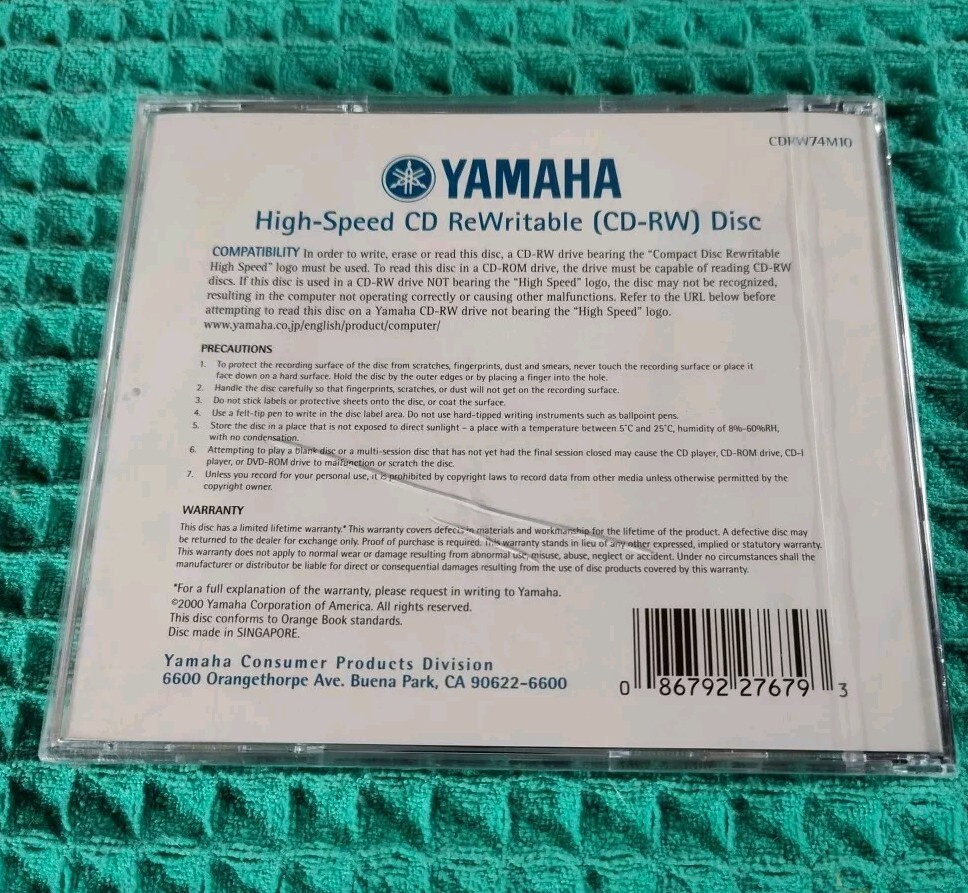 CDRW74M10
YAMAHA
High-Speed CD ReWritable (CD-RW) Disc
COMPATIBILITY In order to write, erase or read this disc, a CD-RW drive bearing the "Compact Disc Rewritable
High Speed" logo must be used. To read this disc in a CD-ROM drive, the drive must be capable of reading CD-RW
discs. If this disc is used in a CD-RW drive NOT bearing the "High Speed" logo, the disc may not be recognized,
resulting in the computer not operating correctly or causing other malfunctions. Refer to the URL below before
attempting to read this disc on a Yamaha CD-RW drive not bearing the "High Speed" logo.
www.yamaha.co.jp/english/product/computer/
PRECAUTIONS
1. To protect the recording surface of the disc from scratches, fingerprints, dust and smears, never touch the recording surface or place it
face down on a hard surface. Hold the disc by the outer edges or by placing a finger into the hole.
2. Handle the disc carefully so that fingerprints, scratches, or dust will not get on the recording surface.
3. Do not stick labels or protective sheets onto the disc, or coat the surface.
4. Use a felt-tip pen to write in the disc label area. Do not use hard-tipped writing instruments such as ballpoint pens.
5. Store the disc in a place that is not exposed to direct sunlight - a place with a temperature between 5°C and 25°C, humidity of 8%-60%RH,
with no condensation.
6. Attempting to play a blank disc or a multi-session disc that has not yet had the final session closed may cause the CD player, CD-ROM drive, CD-I
player, or DVD-ROM drive to malfunction or scratch the disc.
7. Unless you record for your personal use, it is prohibited by copyright laws to record data from other media unless otherwise permitted by the
copyright owner.
WARRANTY
This disc has a limited lifetime warranty.* This warranty covers defects in materials and workmanship for the lifetime of the product. A defective disc may
be returned to the dealer for exchange only. Proof of purchase is required. This warranty stands in lieu of any other expressed, implied or statutory warranty.
This warranty does not apply to normal wear or damage resulting from abnormal use, misuse, abuse, neglect or accident. Under no circumstances shall the
manufacturer or distributor be liable for direct or consequential damages resulting from the use of disc products covered by this warranty.
*For a full explanation of the warranty, please request in writing to Yamaha.
©2000 Yamaha Corporation of America. All rights reserved.
This disc conforms to Orange Book standards.
Disc made in SINGAPORE.
Yamaha Consumer Products Division
6600 Orangethorpe Ave. Buena Park, CA 90622-6600
0 86792 27679 3